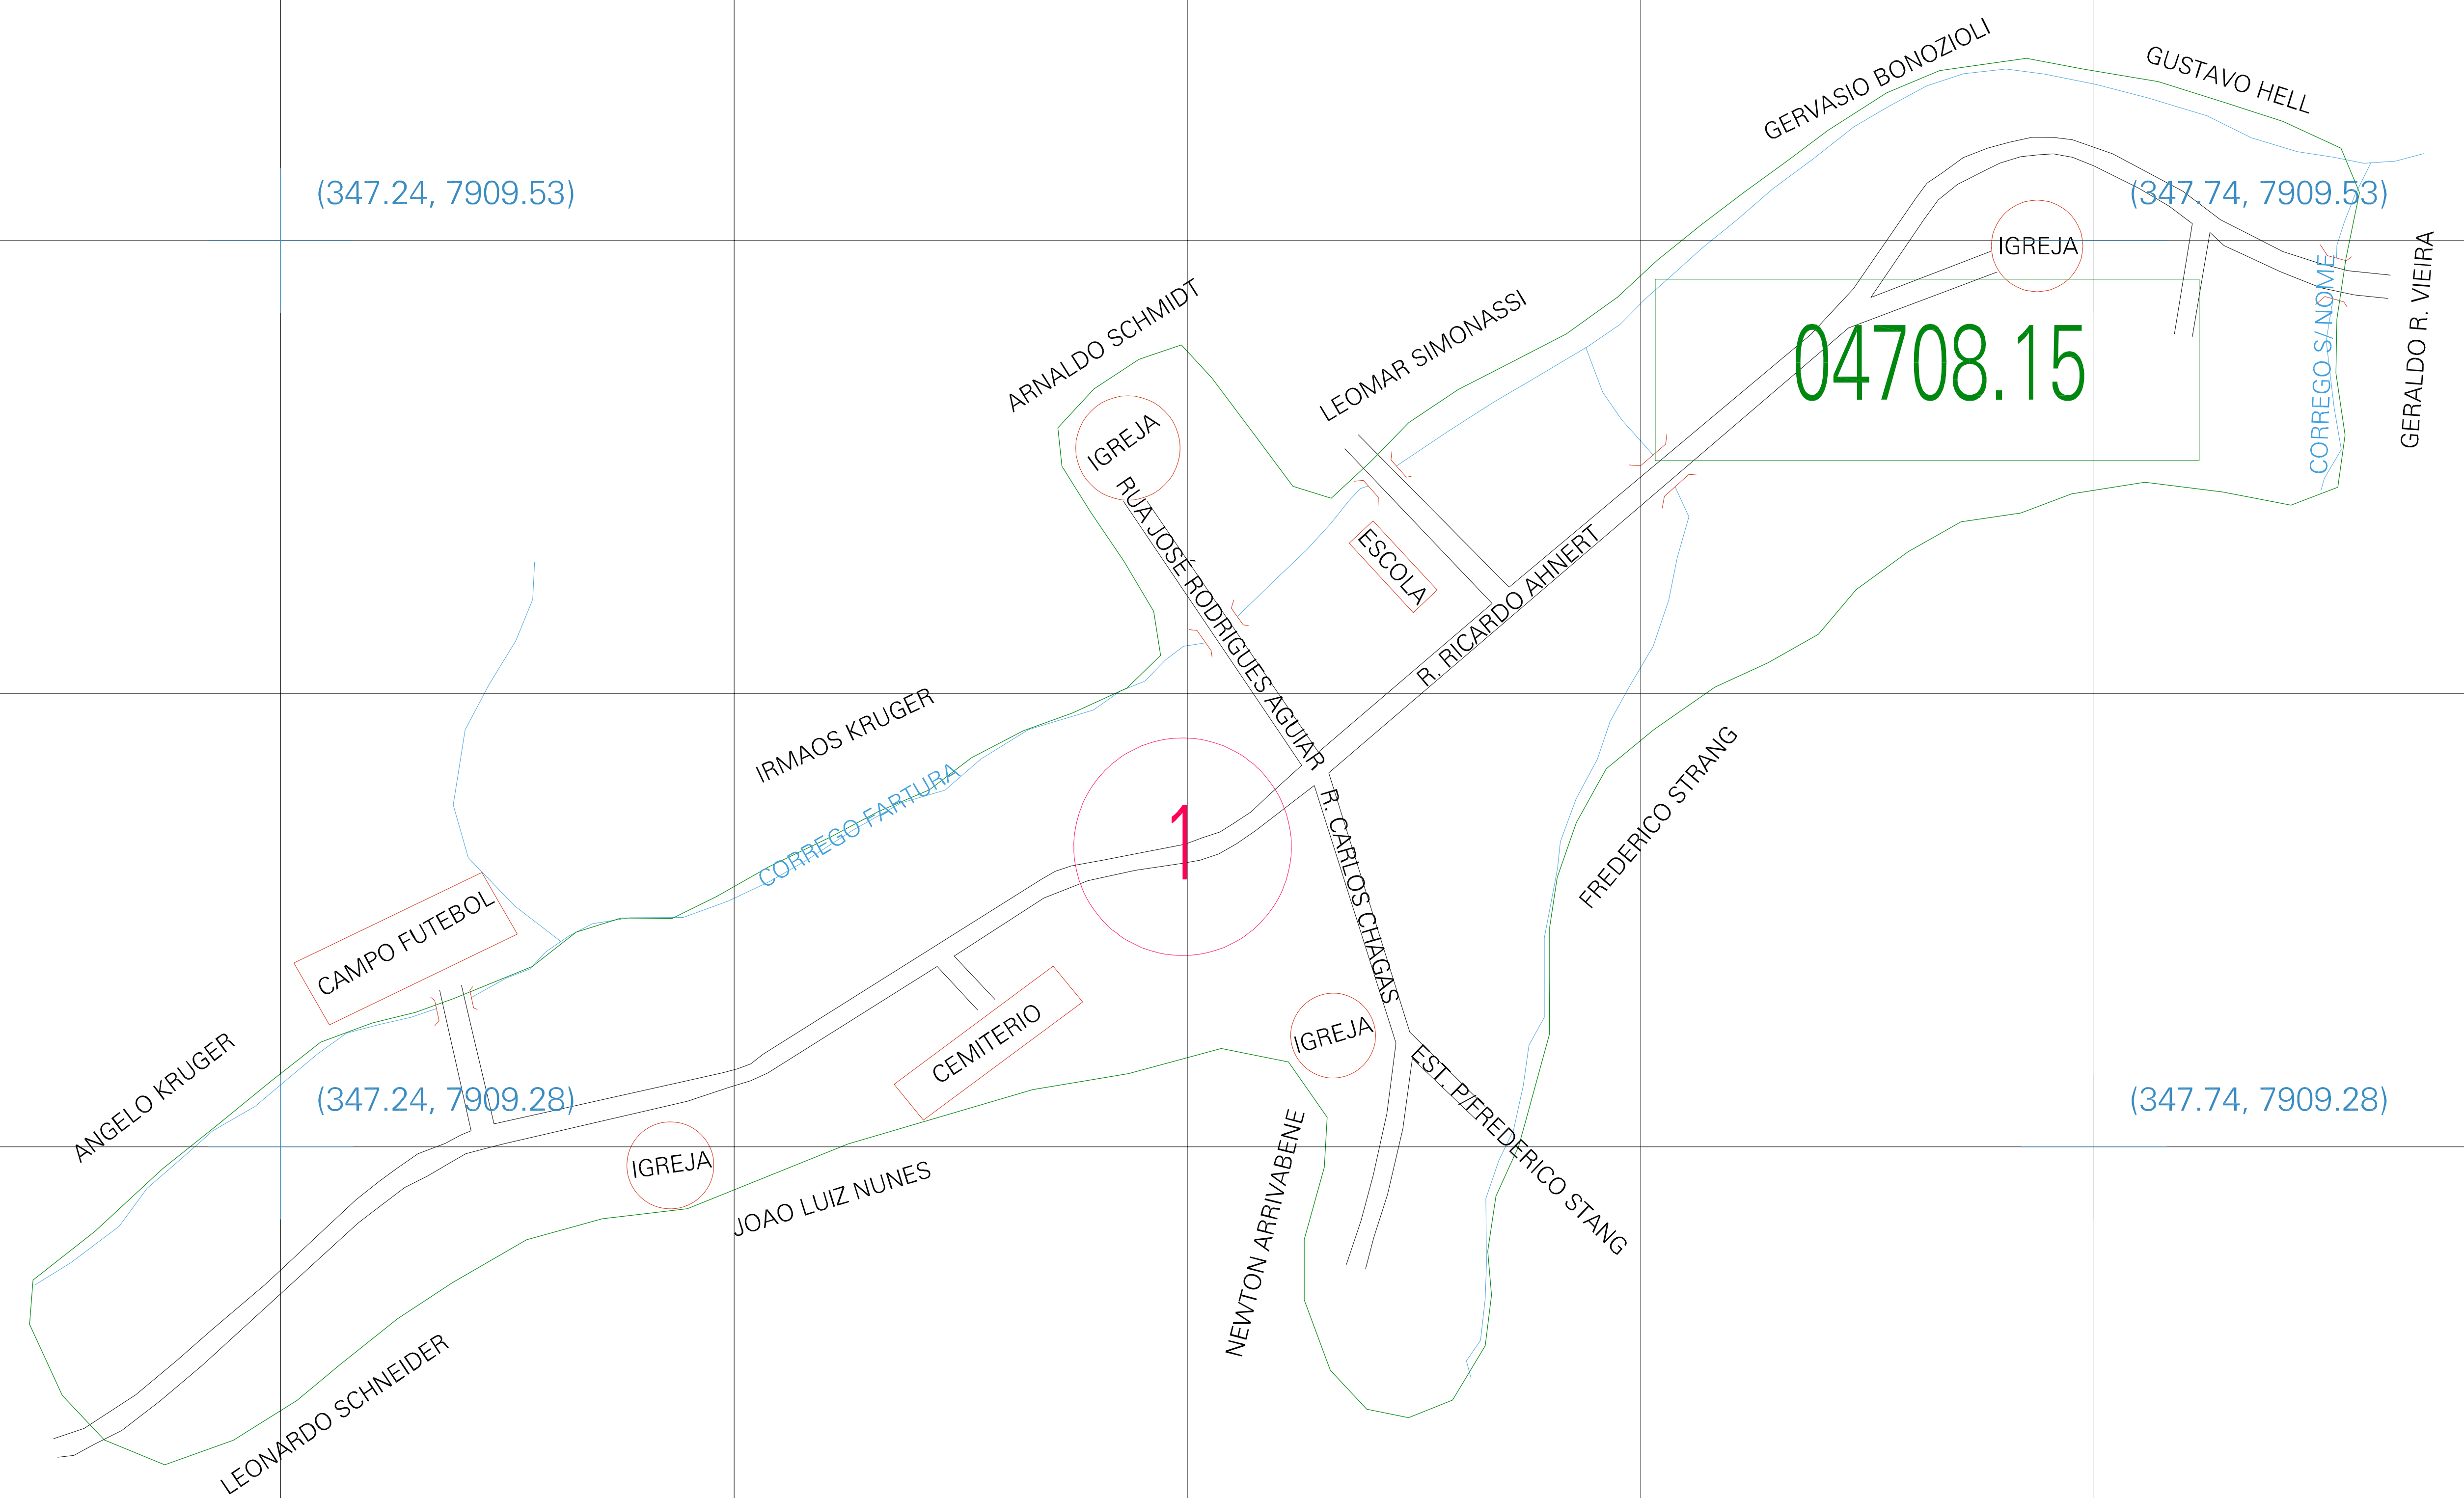 GERVASIO BONOZIOLI
GUSTAVO HELL
(347.24, 7909.53)
(347.74, 7909.53)
IGREJA
GERALDO R. VIEIRA
CORREGO S/ NOME
ARNALDO SCHMIDT
LEOMAR SIMONASSI
04708.15
IGREJA
RUA JOSÉ RODRIGUES AGUIAR
ESCOLA
R. RICARDO AHNERT
IRMAOS KRUGER
CORREGO FARTURA
1
R. CARLOS CHAGAS
FREDERICO STRANG
CAMPO FUTEBOL
CEMITERIO
IGREJA
ANGELO KRUGER
(347.24, 7909.28)
(347.74, 7909.28)
EST. P/FREDERICO STANG
IGREJA
JOAO LUIZ NUNES
NEWTON ARRIVABENE
LEONARDO SCHNEIDER